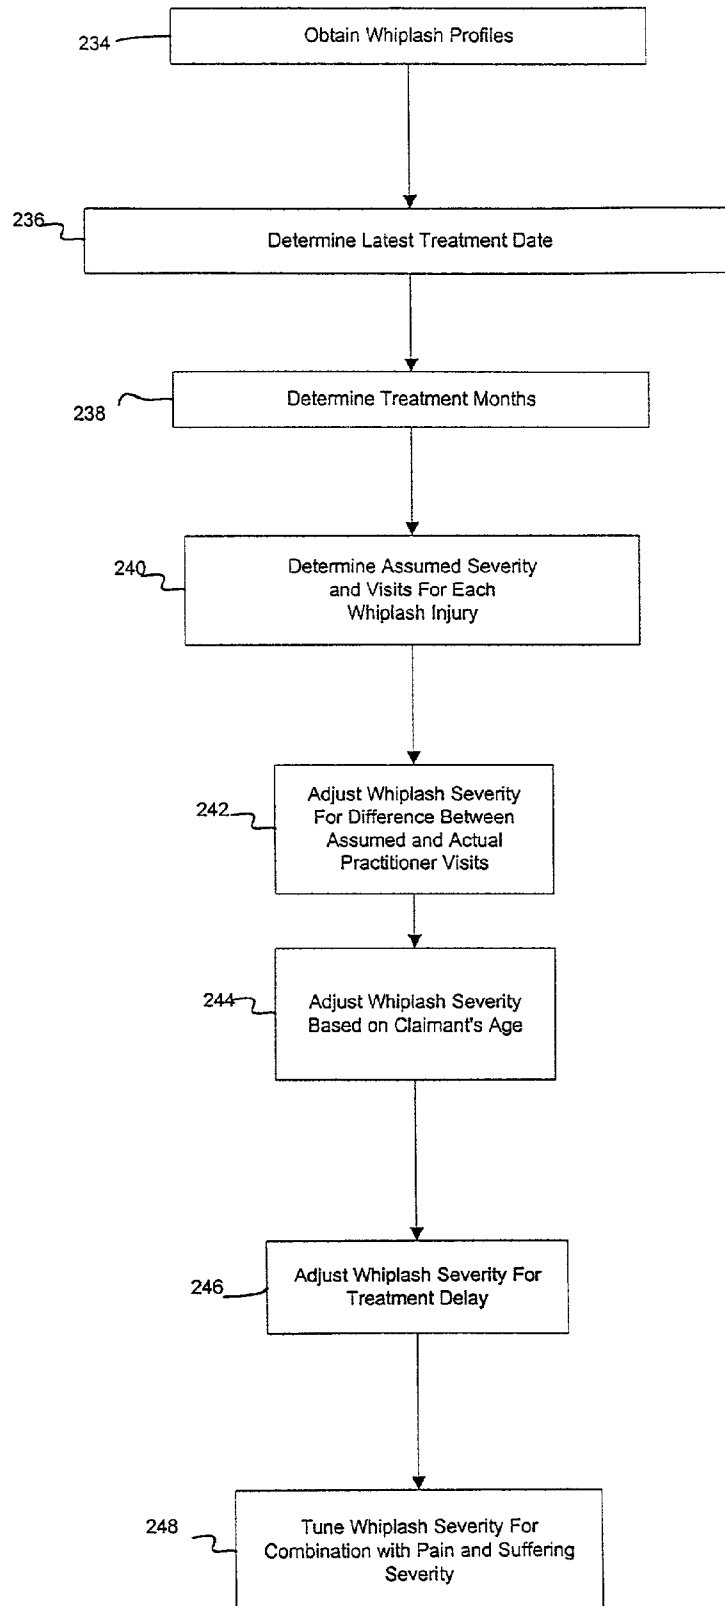 234
Obtain Whiplash Profiles
236
Determine Latest Treatment Date
238
Determine Treatment Months
240
Determine Assumed Severity
and Visits For Each
Whiplash Injury
242
Adjust Whiplash Severity
For Difference Between
Assumed and Actual
Practitioner Visits
244
Adjust Whiplash Severity
Based on Claimant's Age
246
Adjust Whiplash Severity For
Treatment Delay
248
Tune Whiplash Severity For
Combination with Pain and Suffering
Severity